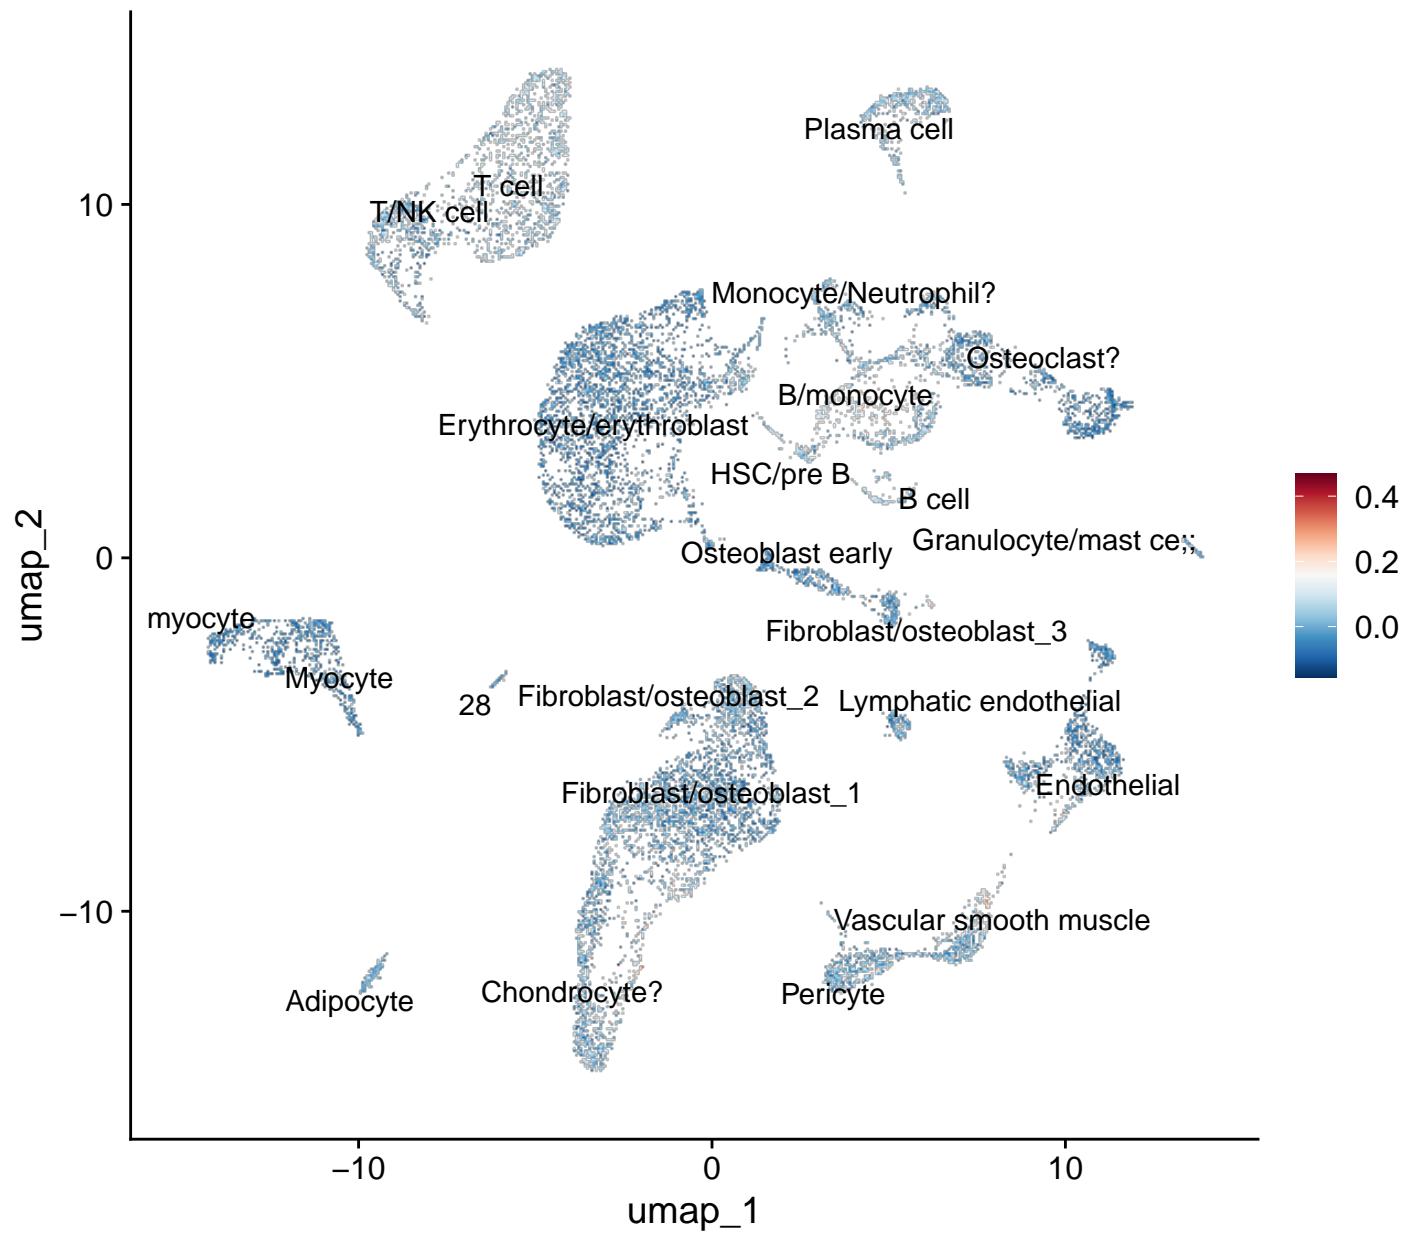 Plasma cell
T cell
10
T/NK cell
Monocyte/Neutrophil?
Osteoclast?
B/monocyte
Erythrocyte/erythroblast
HSC/pre B
B cell
0.4
Granulocyte/mast ce;;
0
Osteoblast early
0.2
umap_2
myocyte
Fibroblast/osteoblast_3
0.0
Myocyte
28
Fibroblast/osteoblast_2
Lymphatic endothelial
Endothelial
Fibroblast/osteoblast_1
−10
Vascular smooth muscle
Adipocyte
Chondrocyte?
Pericyte
−10
0
10
umap_1